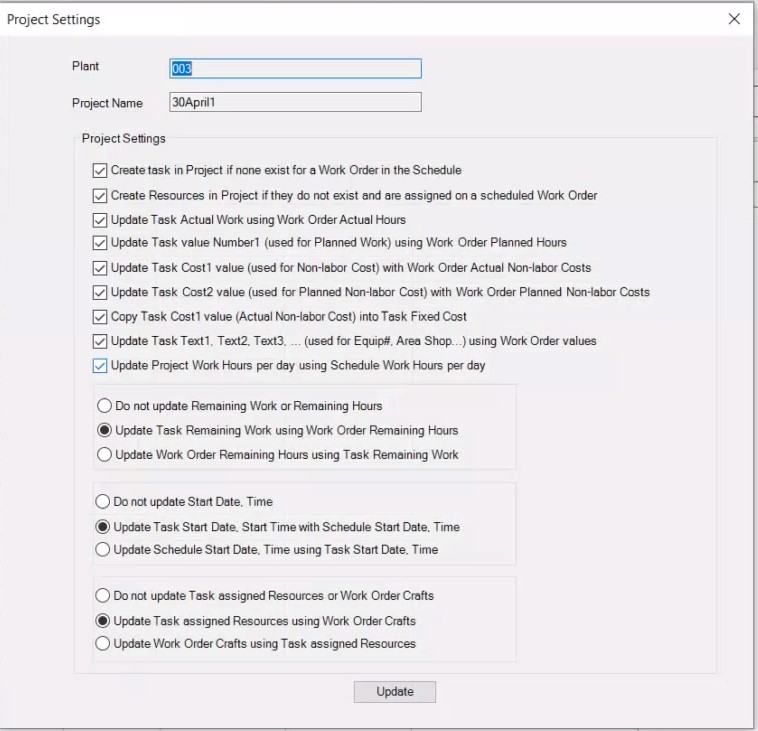 Project Settings
Plant
003
Project Name
30April1
Project Settings
Create task in Project if none exist for a Work Order in the Schedule
Create Resources in Project if they do not exist and are assigned on a scheduled Work Order
Update Task Actual Work using Work Order Actual Hours
Update Task value Number1 (used for Planned Work) using Work Order Planned Hours
Update Task Cost1 value (used for Non-labor Cost) with Work Order Actual Non-labor Costs
Update Task Cost2 value (used for Planned Non-labor Cost) with Work Order Planned Non-labor Costs
Copy Task Cost1 value (Actual Non-labor Cost) into Task Fixed Cost
Update Task Text1, Text2, Text3, ... (used for Equip#, Area Shop...) using Work Order values
Update Project Work Hours per day using Schedule Work Hours per day
Do not update Remaining Work or Remaining Hours
Update Task Remaining Work using Work Order Remaining Hours
Update Work Order Remaining Hours using Task Remaining Work
Do not update Start Date, Time
Update Task Start Date, Start Time with Schedule Start Date, Time
Update Schedule Start Date, Time using Task Start Date, Time
Do not update Task assigned Resources or Work Order Crafts
Update Task assigned Resources using Work Order Crafts
Update Work Order Crafts using Task assigned Resources
Update